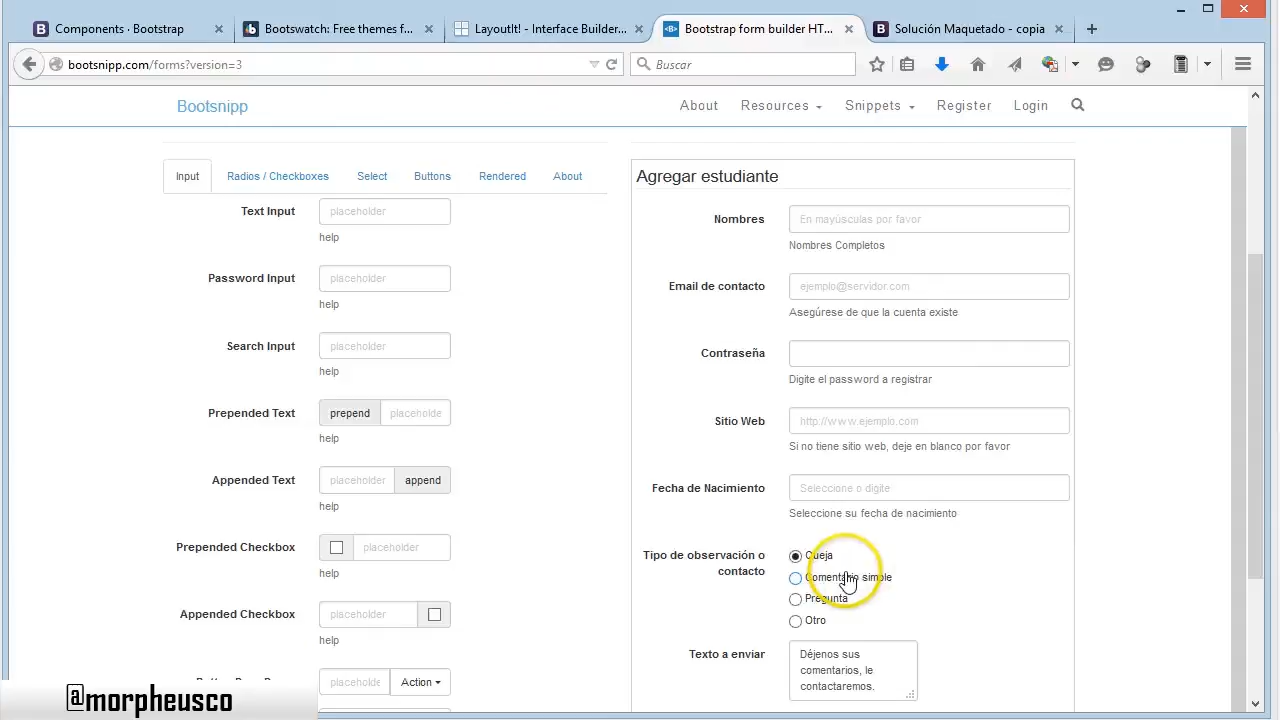 Components · Bootstrap
Bootswatch: Free themes f...
LayoutIt! - Interface Builder...
Bootstrap form builder HT...
Solución Maquetado - copia
bootsnipp.com/forms?version=3
Buscar
Bootsnipp
About
Resources
Snippets
Register
Login
Input
Radios / Checkboxes
Select
Buttons
Rendered
About
Text Input
placeholder
help
Password Input
placeholder
help
Search Input
placeholder
help
Prepended Text
prepend
placeholde
help
Appended Text
placeholder
append
help
Prepended Checkbox
placeholder
help
Appended Checkbox
placeholder
help
placeholde
Action
Agregar estudiante
Nombres
En mayúsculas por favor
Nombres Completos
Email de contacto
ejemplo@servidor.com
Asegúrese de que la cuenta existe
Contraseña
Digite el password a registrar
Sitio Web
http://www.ejemplo.com
Si no tiene sitio web, deje en blanco por favor
Fecha de Nacimiento
Seleccione o digite
Seleccione su fecha de nacimiento
Tipo de observación o
contacto
Queja
Comentario simple
Pregunta
Otro
Texto a enviar
Déjenos sus
comentarios, le
contactaremos.
@morpheusco